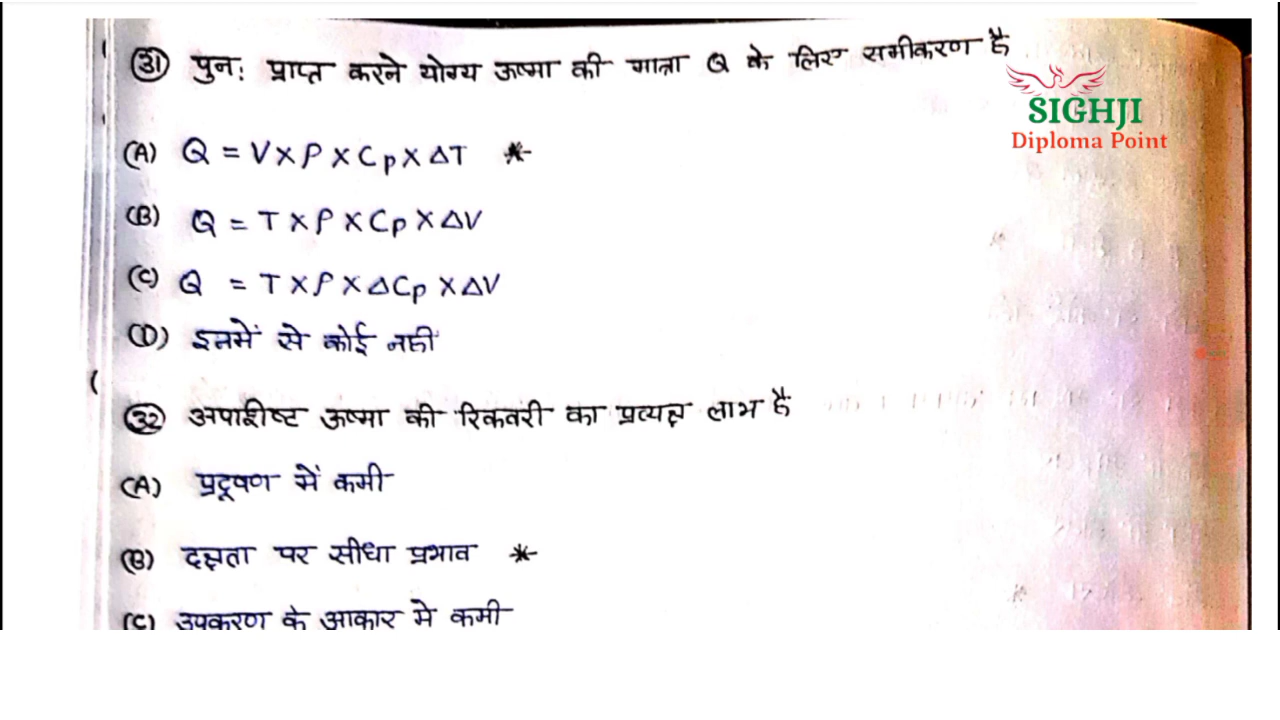 (31) पुन: प्राप्त करने योग्य ऊष्मा की मात्रा Q के लिए समीकरण है
SIGHJI
Diploma Point
(A) Q = V × ρ × Cp × ΔT *
(B) Q = T × ρ × Cp × ΔV
(C) Q = T × ρ × ΔCp × ΔV
(D) इनमें से कोई नहीं
(32) अपशिष्ट ऊष्मा की रिकवरी का प्रत्यक्ष लाभ है
(A) प्रदूषण में कमी
(B) दक्षता पर सीधा प्रभाव *
(C) उपकरण के आकार मे कमी